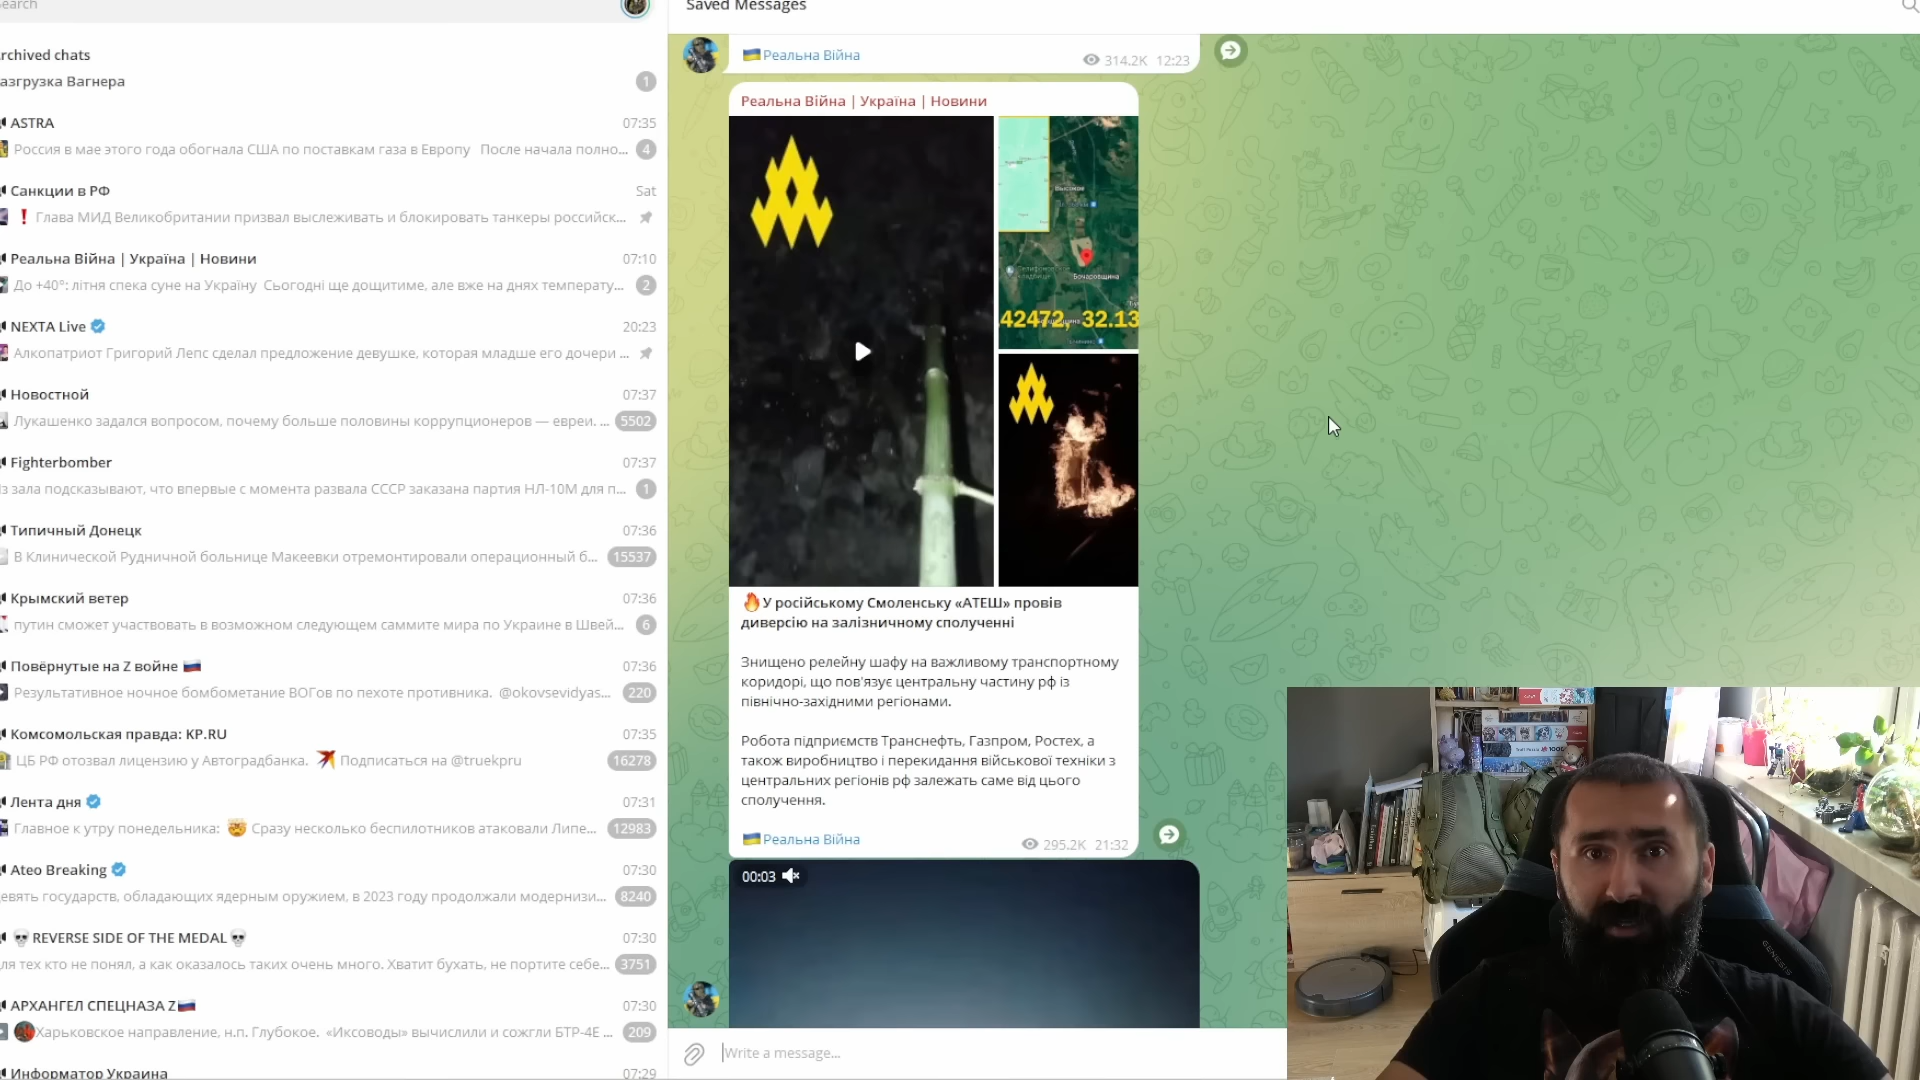 Search
Archived chats
1
ASTRA
07:35
Россия в мае этого года обогнала США по поставкам газа в Европу После начала полно...
4
Санкции в РФ
Sat
❗ Глава МИД Великобритании призвал выслеживать и блокировать танкеры российск...
Реальна Війна | Україна | Новини
07:10
До +40°: літня спека суне на Україну Сьогодні ще дощитиме, але вже на днях температу...
2
NEXTA Live
20:23
Алкопатриот Григорий Лепс сделал предложение девушке, которая младше его дочери ...
Новостной
07:37
Лукашенко задался вопросом, почему больше половины коррупционеров — евреи. ...
5502
Fighterbomber
07:37
зала подсказывают, что впервые с момента развала СССР заказана партия НЛ-10М для п...
1
Типичный Донецк
07:36
В Клинической Рудничной больнице Макеевки отремонтировали операционный б...
15537
Крымский ветер
07:36
путин сможет участвовать в возможном следующем саммите мира по Украине в Швей...
6
Повёрнутые на Z войне 🇷🇺
07:36
Результативное ночное бомбометание ВОГов по пехоте противника. @okovsevidyas...
220
Комсомольская правда: KP.RU
07:35
ЦБ РФ отозвал лицензию у Автоградбанка. Подписаться на @truekpru
16278
Лента дня
07:31
Главное к утру понедельника: 🤯 Сразу несколько беспилотников атаковали Липе...
12983
Ateo Breaking
07:30
государств, обладающих ядерным оружием, в 2023 году продолжали модернизи...
8240
💀REVERSE SIDE OF THE MEDAL💀
07:30
тех кто не понял, а как оказалось таких очень много. Хватит бухать, не портите себе...
3751
АРХАНГЕЛ СПЕЦНАЗА Z🇷🇺
07:30
Харьковское направление, н.п. Глубокое. «Иксоводы» вычислили и сожгли БТР-4Е ...
209
Информатор Украина
07:29
Saved Messages
🇺🇦Реальна Війна
314.2K 12:23
Реальна Війна | Україна | Новини
Высокое
Бочаровщина
42472, 32.13
🔥У російському Смоленську «АТЕШ» провів
диверсію на залізничному сполученні
Знищено релейну шафу на важливому транспортному
коридорі, що пов'язує центральну частину рф із
північно-західними регіонами.
Робота підприємств Транснефть, Газпром, Ростех, а
також виробництво і перекидання військової техніки з
центральних регіонів рф залежать саме від цього
сполучення.
🇺🇦Реальна Війна
295.2K 21:32
00:03
Write a message...
GENESIS